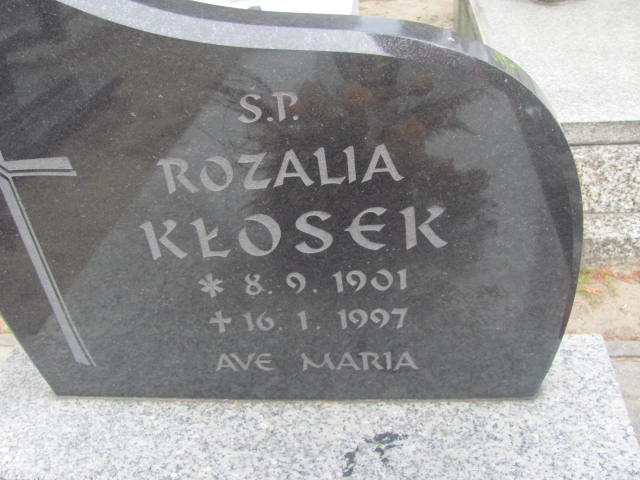 S.P.
ROZALIA
KŁOSEK
* 8. 9. 1901
+ 16. 1. 1997
AVE MARIA